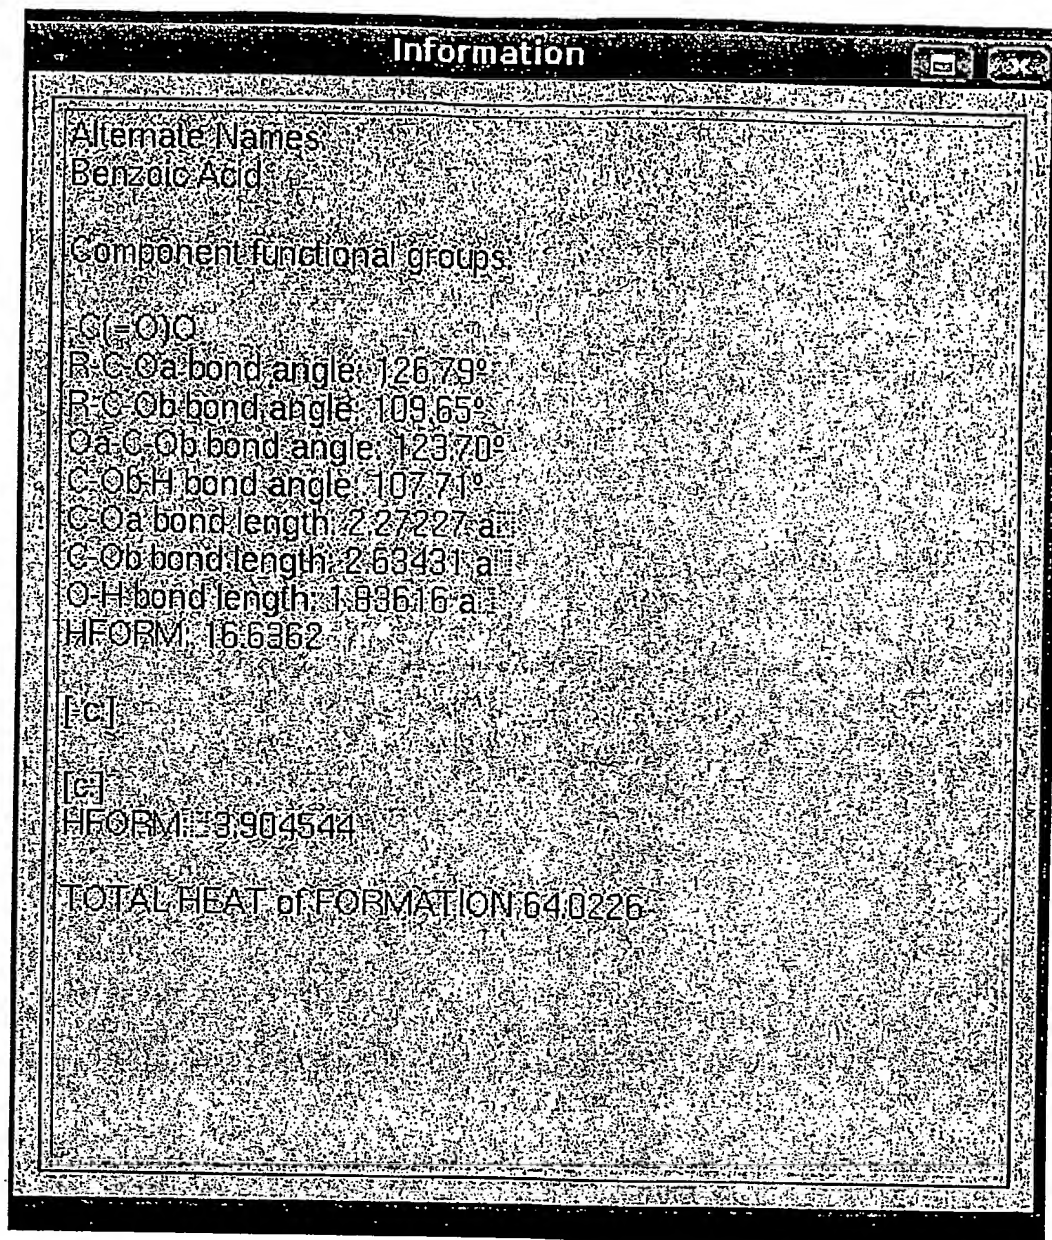 Information
Alternate Names
Benzoic Acid
Component functional groups
C(=O)O
R-C-Oa bond angle: 126.79º
R-C-Ob bond angle: 109.65º
Oa-C-Ob bond angle: 123.70º
C-Ob-H bond angle: 107.71º
C-Oa bond length: 2.27227 a
C-Ob bond length: 2.63431 a
O-H bond length: 1.83616 a
HFORM: 16.6362
[-c:]
[c:]
HFORM: 3.904544
TOTAL HEAT of FORMATION 64.0226